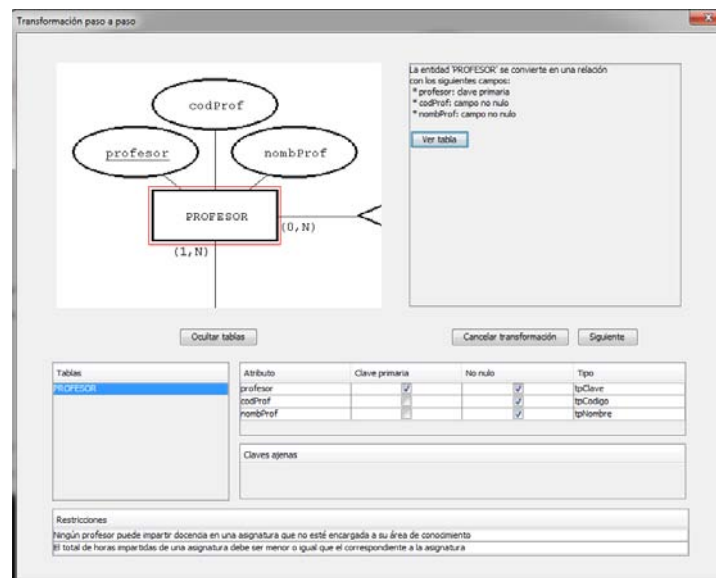 Transformación paso a paso
codProf
profesor
nombProf
PROFESOR
(0,N)
(1,N)
La entidad 'PROFESOR' se convierte en una relación
con los siguientes campos:
* profesor: clave primaria
* codProf: campo no nulo
* nombProf: campo no nulo
Ver tabla
Ocultar tablas
Cancelar transformación
Siguiente
Tablas
PROFESOR
Atributo Clave primaria No nulo Tipo
profesor tpClave
codProf tpCodigo
nombProf tpNombre
Claves ajenas
Restricciones
Ningún profesor puede impartir docencia en una asignatura que no esté encargada a su área de conocimiento
El total de horas impartidas de una asignatura debe ser menor o igual que el correspondiente a la asignatura